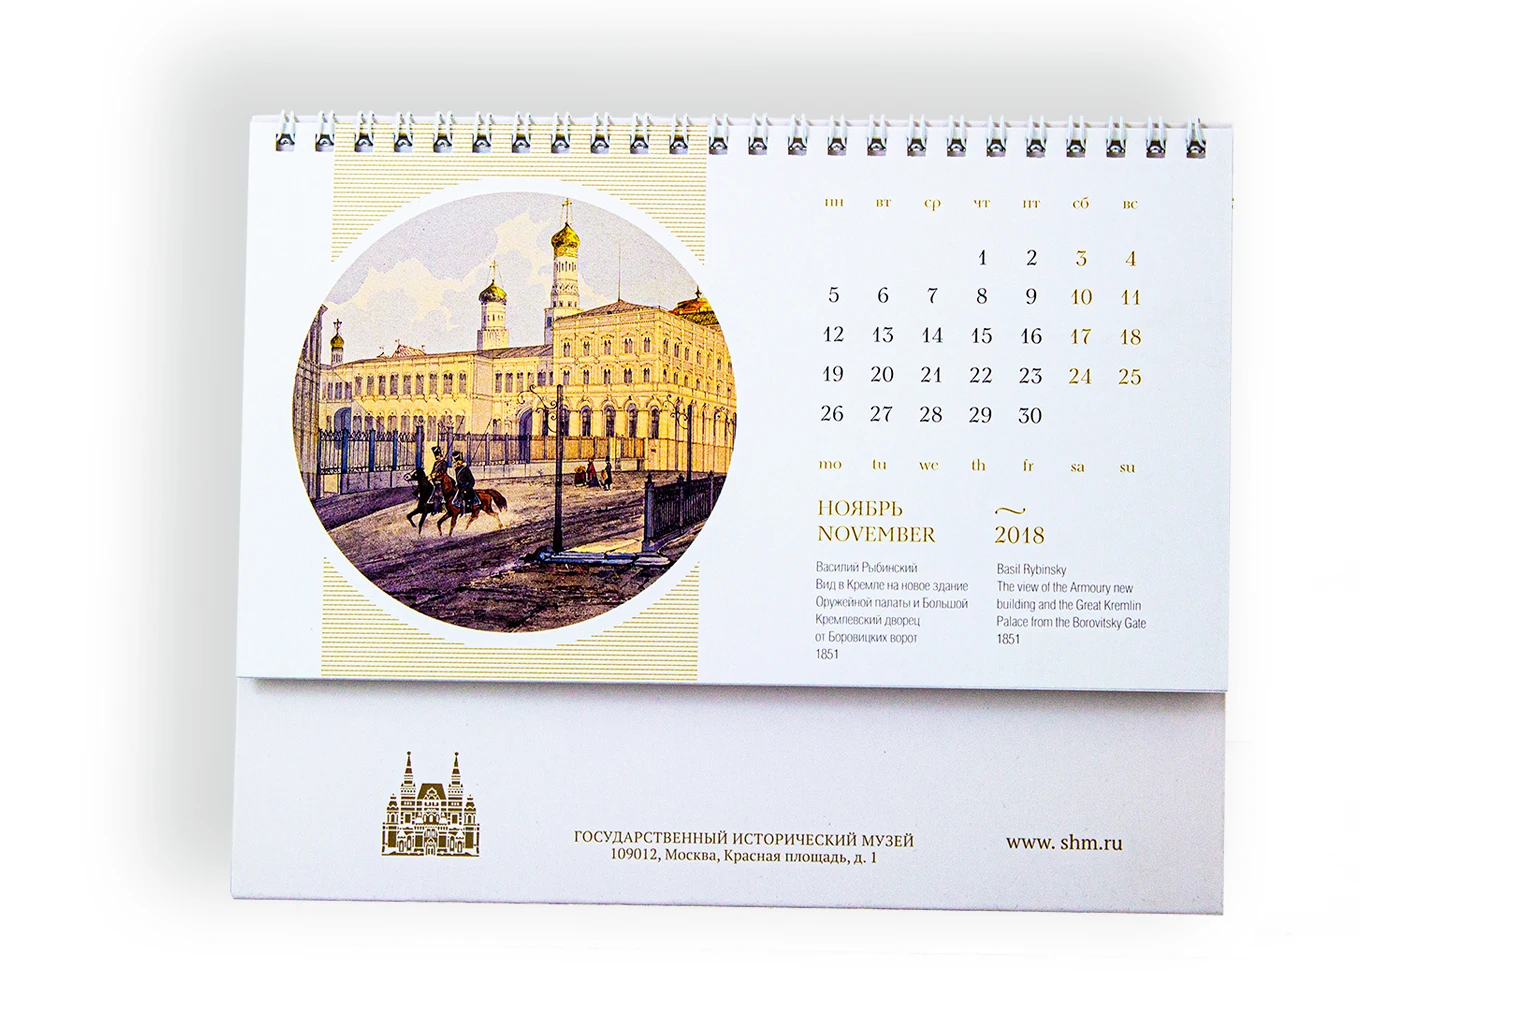 пн вт ср чт пт сб вс
1 2 3 4
5 6 7 8 9 10 11
12 13 14 15 16 17 18
19 20 21 22 23 24 25
26 27 28 29 30
mo tu we th fr sa su
НОЯБРЬ
NOVEMBER
2018
Василий Рыбинский
Вид в Кремле на новое здание
Оружейной палаты и Большой
Кремлевский дворец
от Боровицких ворот
1851
Basil Rybinsky
The view of the Armoury new
building and the Great Kremlin
Palace from the Borovitsky Gate
1851
ГОСУДАРСТВЕННЫЙ ИСТОРИЧЕСКИЙ МУЗЕЙ
109012, Москва, Красная площадь, д. 1
www. shm.ru